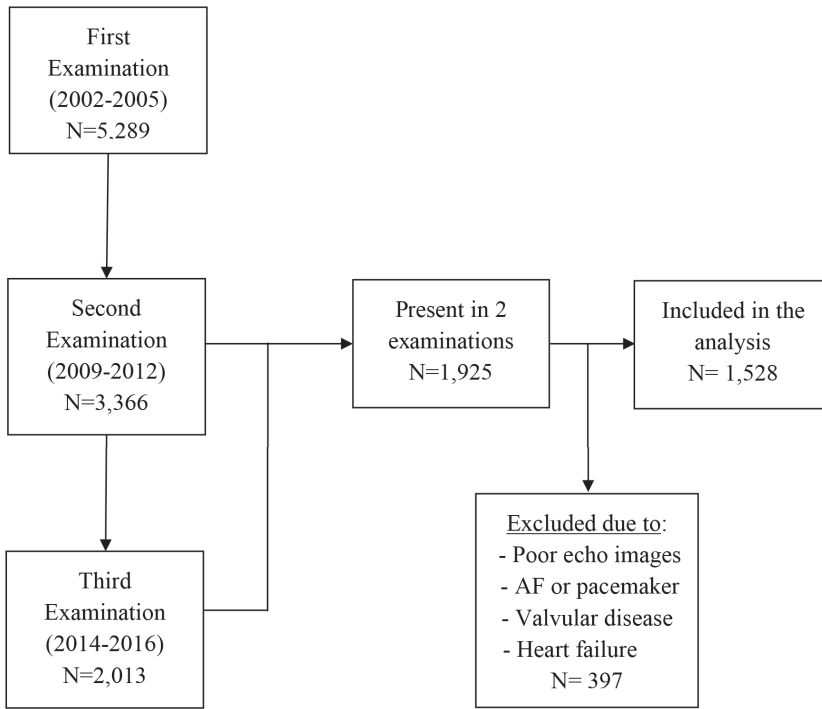 First
Examination
(2002-2005)
N=5,289
Second
Examination
(2009-2012)
N=3,366
Third
Examination
(2014-2016)
N=2,013
Present in 2
examinations
N=1,925
Included in the
analysis
N= 1,528
Excluded due to:
- Poor echo images
- AF or pacemaker
- Valvular disease
- Heart failure
N= 397